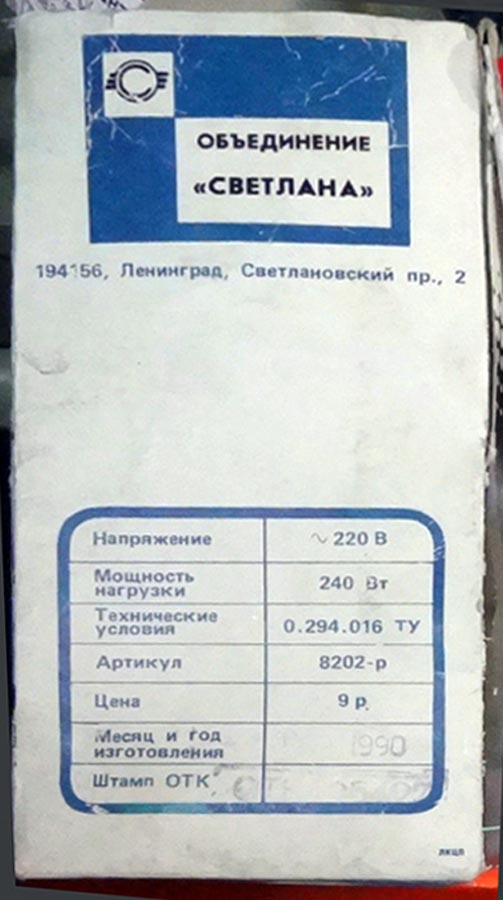 ОБЪЕДИНЕНИЕ
«СВЕТЛАНА»
194156, Ленинград, Светлановский пр., 2
Напряжение ~ 220 В
Мощность
нагрузки 240 Вт
Технические
условия 0.294.016 ТУ
Артикул 8202-р
Цена 9 р.
Месяц и год
изготовления 1990
Штамп ОТК